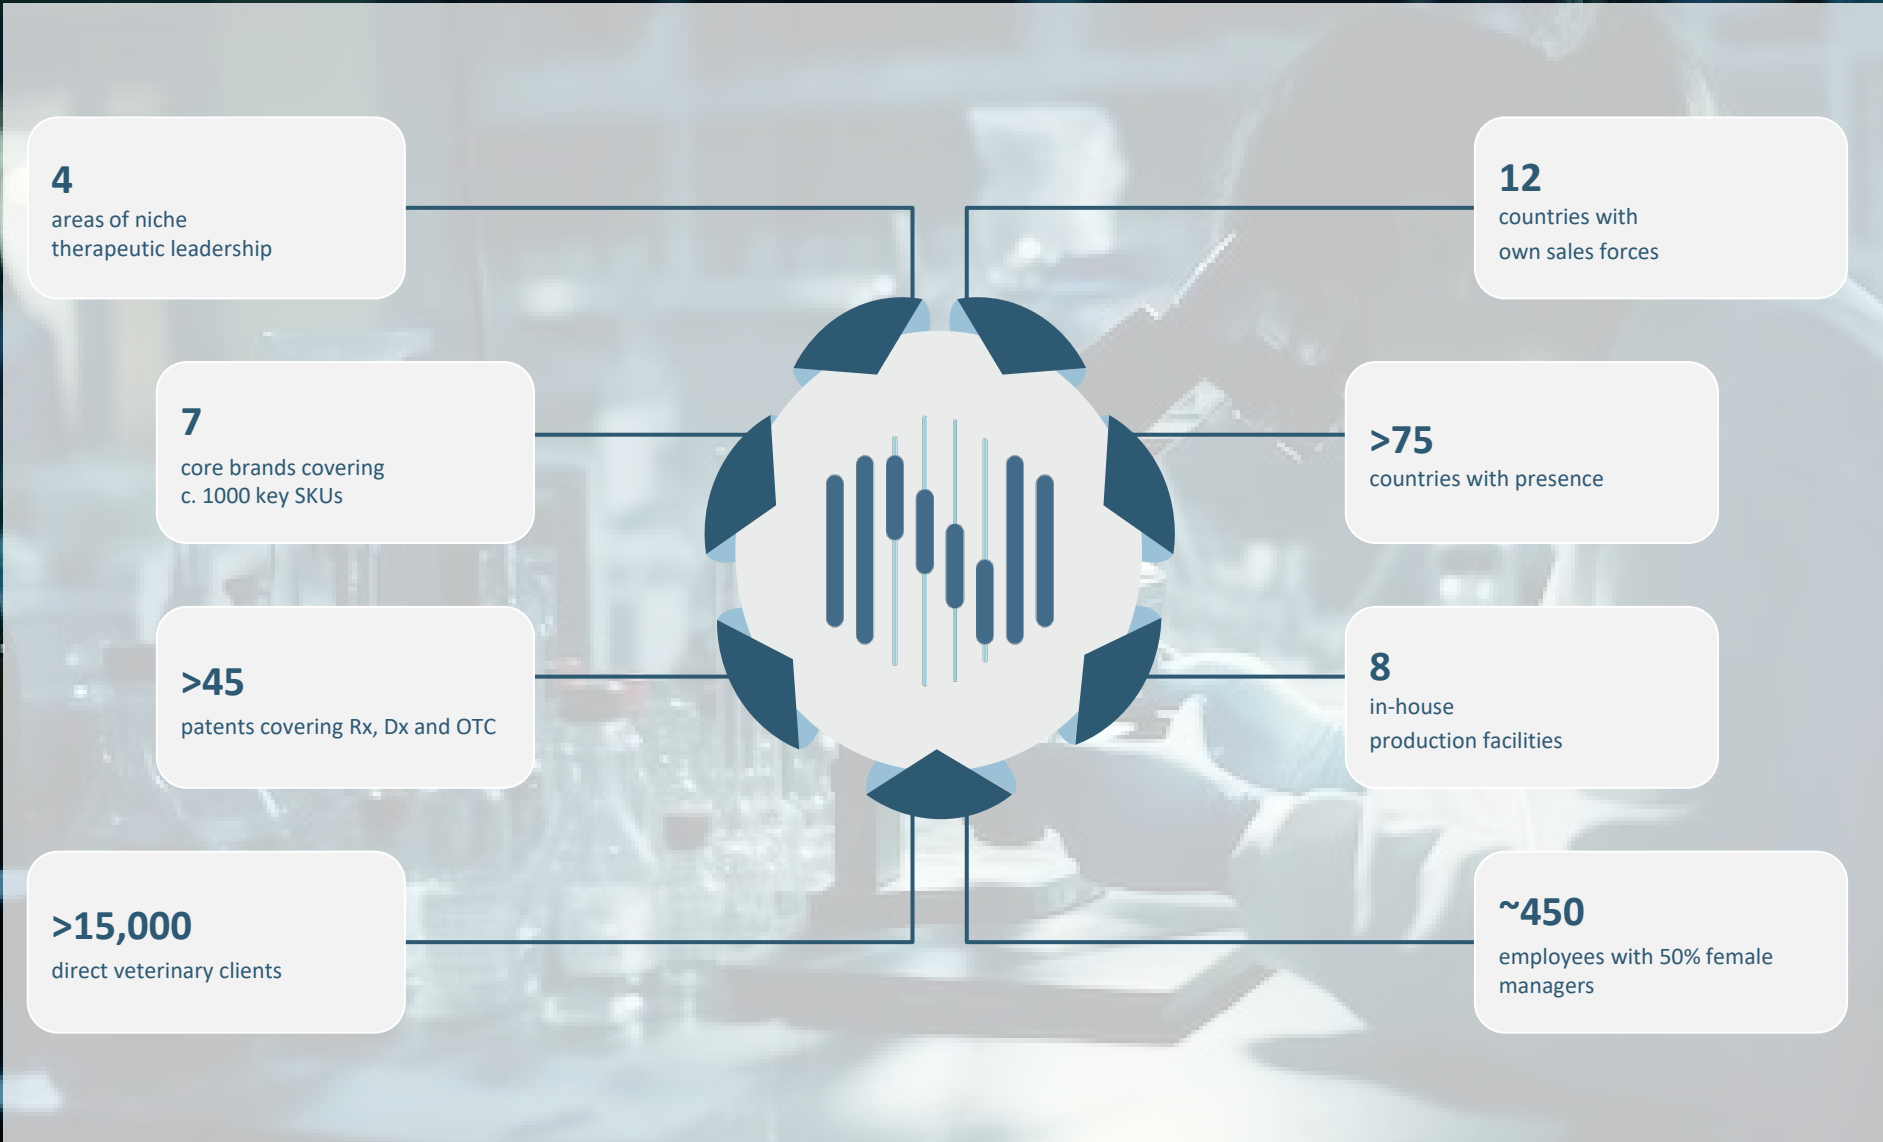 4
areas of niche
therapeutic leadership
7
core brands covering
c. 1000 key SKUs
>45
patents covering Rx, Dx and OTC
>15,000
direct veterinary clients
12
countries with
own sales forces
>75
countries with presence
8
in-house
production facilities
~450
employees with 50% female
managers